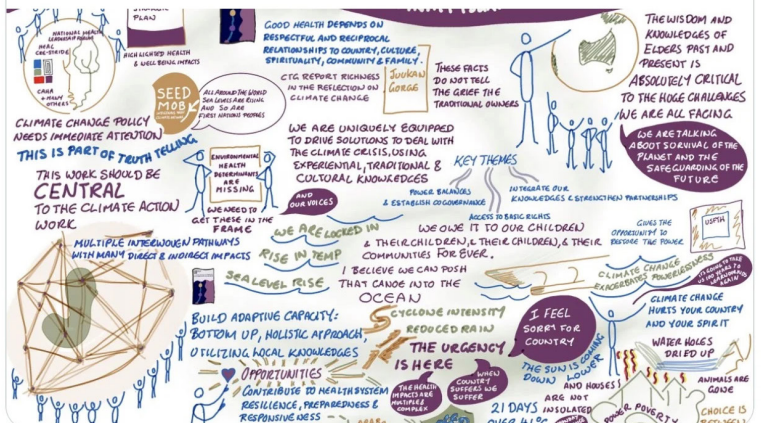 PLAN
NATIONAL HEALTH
LEADERSHIP FORUM
HEAL
CRE-STRIDE
CAHA
+ MANY
OTHERS
HIGHLIGHTED HEALTH
& WELL BEING IMPACTS
CLIMATE CHANGE POLICY
NEEDS IMMEDIATE ATTENTION
THIS IS PART OF TRUTH TELLING
THIS WORK SHOULD BE
CENTRAL
TO THE CLIMATE ACTION
WORK
SEED
MOB
ALL AROUND THE WORLD
SEA LEVELS ARE RISING
AND SO ARE
FIRST NATIONS PEOPLES
ENVIRONMENTAL
HEALTH
DETERMINANTS
ARE
MISSING
WE NEED TO
GET THESE IN THE
FRAME
AND
OUR VOICES
GOOD HEALTH DEPENDS ON
RESPECTFUL AND RECIPROCAL
RELATIONSHIPS TO COUNTRY, CULTURE,
SPIRITUALITY, COMMUNITY & FAMILY.
CTG REPORT RICHNESS
IN THE REFLECTION ON
CLIMATE CHANGE
JUUKAN
GORGE
THESE FACTS
DO NOT
TELL THE GRIEF THE
TRADITIONAL OWNERS
WE ARE UNIQUELY EQUIPPED
TO DRIVE SOLUTIONS TO DEAL WITH
THE CLIMATE CRISIS, USING
EXPERIENTIAL, TRADITIONAL &
CULTURAL KNOWLEDGES
KEY THEMES
POWER BALANCES
& ESTABLISH CO GOVERNANCE
INTEGRATE OUR
KNOWLEDGES & STRENGTHEN PARTNERSHIPS
ACCESS TO BASIC RIGHTS
THE WISDOM AND
KNOWLEDGES OF
ELDERS PAST AND
PRESENT IS
ABSOLUTELY CRITICAL
TO THE HUGE CHALLENGES
WE ARE ALL FACING.
WE ARE TALKING
ABOUT SURVIVAL OF THE
PLANET AND THE
SAFEGUARDING OF THE
FUTURE
MULTIPLE INTERWOVEN PATHWAYS
WITH MANY DIRECT & INDIRECT IMPACTS
WE ARE LOCKED IN
RISE IN TEMP
SEA LEVEL RISE
WE OWE IT TO OUR CHILDREN
& THEIR CHILDREN, & THEIR CHILDREN, & THEIR
COMMUNITIES FOR EVER.
I BELIEVE WE CAN PUSH
THAT CANOE INTO THE
OCEAN
GIVES THE
OPPORTUNITY TO
RESTORE THE POWER
CLIMATE CHANGE
EXACERBATES POWERLESSNESS
BUILD ADAPTIVE CAPACITY:
BOTTOM UP, HOLISTIC APPROACH,
UTILIZING LOCAL KNOWLEDGES
OPPORTUNITIES
CONTRIBUTE TO HEALTH SYSTEM
RESILIENCE, PREPAREDNESS &
RESPONSIVENESS
CYCLONE INTENSITY
REDUCED RAIN
THE URGENCY
IS HERE
THE HEALTH
IMPACTS ARE
MULTIPLE &
COMPLEX
WHEN
COUNTRY
SUFFERS WE
SUFFER
I FEEL
SORRY FOR
COUNTRY
THE SUN IS COMING
DOWN LOWER
AND HOUSES
ARE NOT
INSULATED
21 DAYS
CLIMATE CHANGE
HURTS YOUR COUNTRY
AND YOUR SPIRIT
WATER HOLES
DRIED UP
ANIMALS ARE
GONE
POWER POVERTY
CHOICE IS